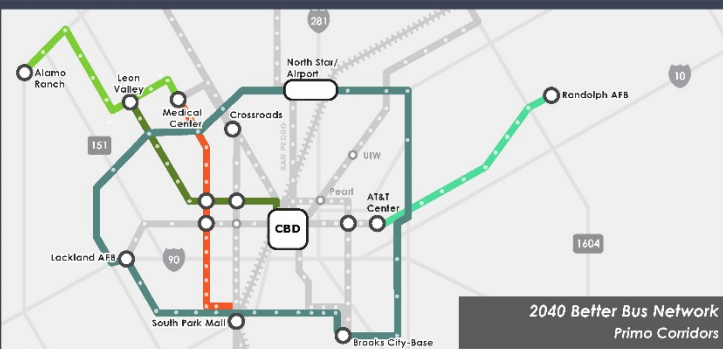 281
North Star/
Airport
10
Alamo
Ranch
Leon
Valley
Medical
Center
Crossroads
Randolph AFB
151
SAN PEDRO
UIW
Pearl
AT&T
Center
CBD
1604
Lackland AFB
90
South Park Mall
Brooks City-Base
2040 Better Bus Network
Primo Corridors